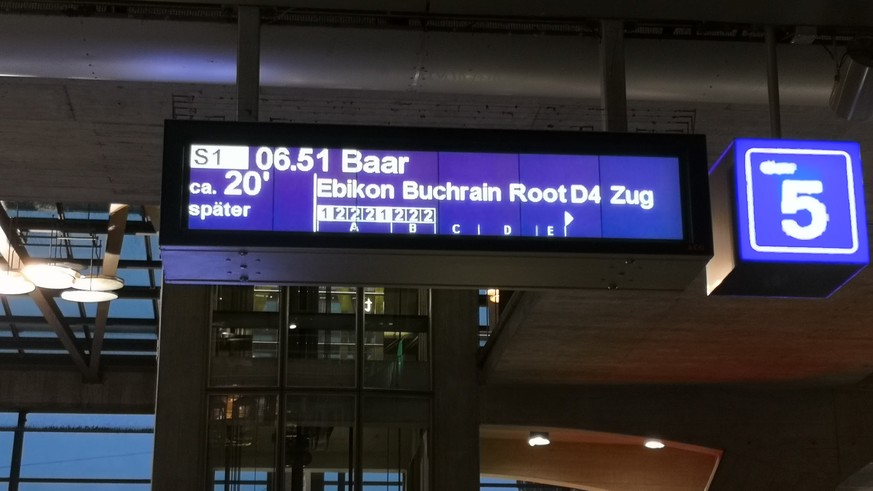 S1 06.51 Baar
ca. 20' später
Ebikon Buchrain Root D4 Zug
1 2 2 2 1 2 2 2
A B C D E
5